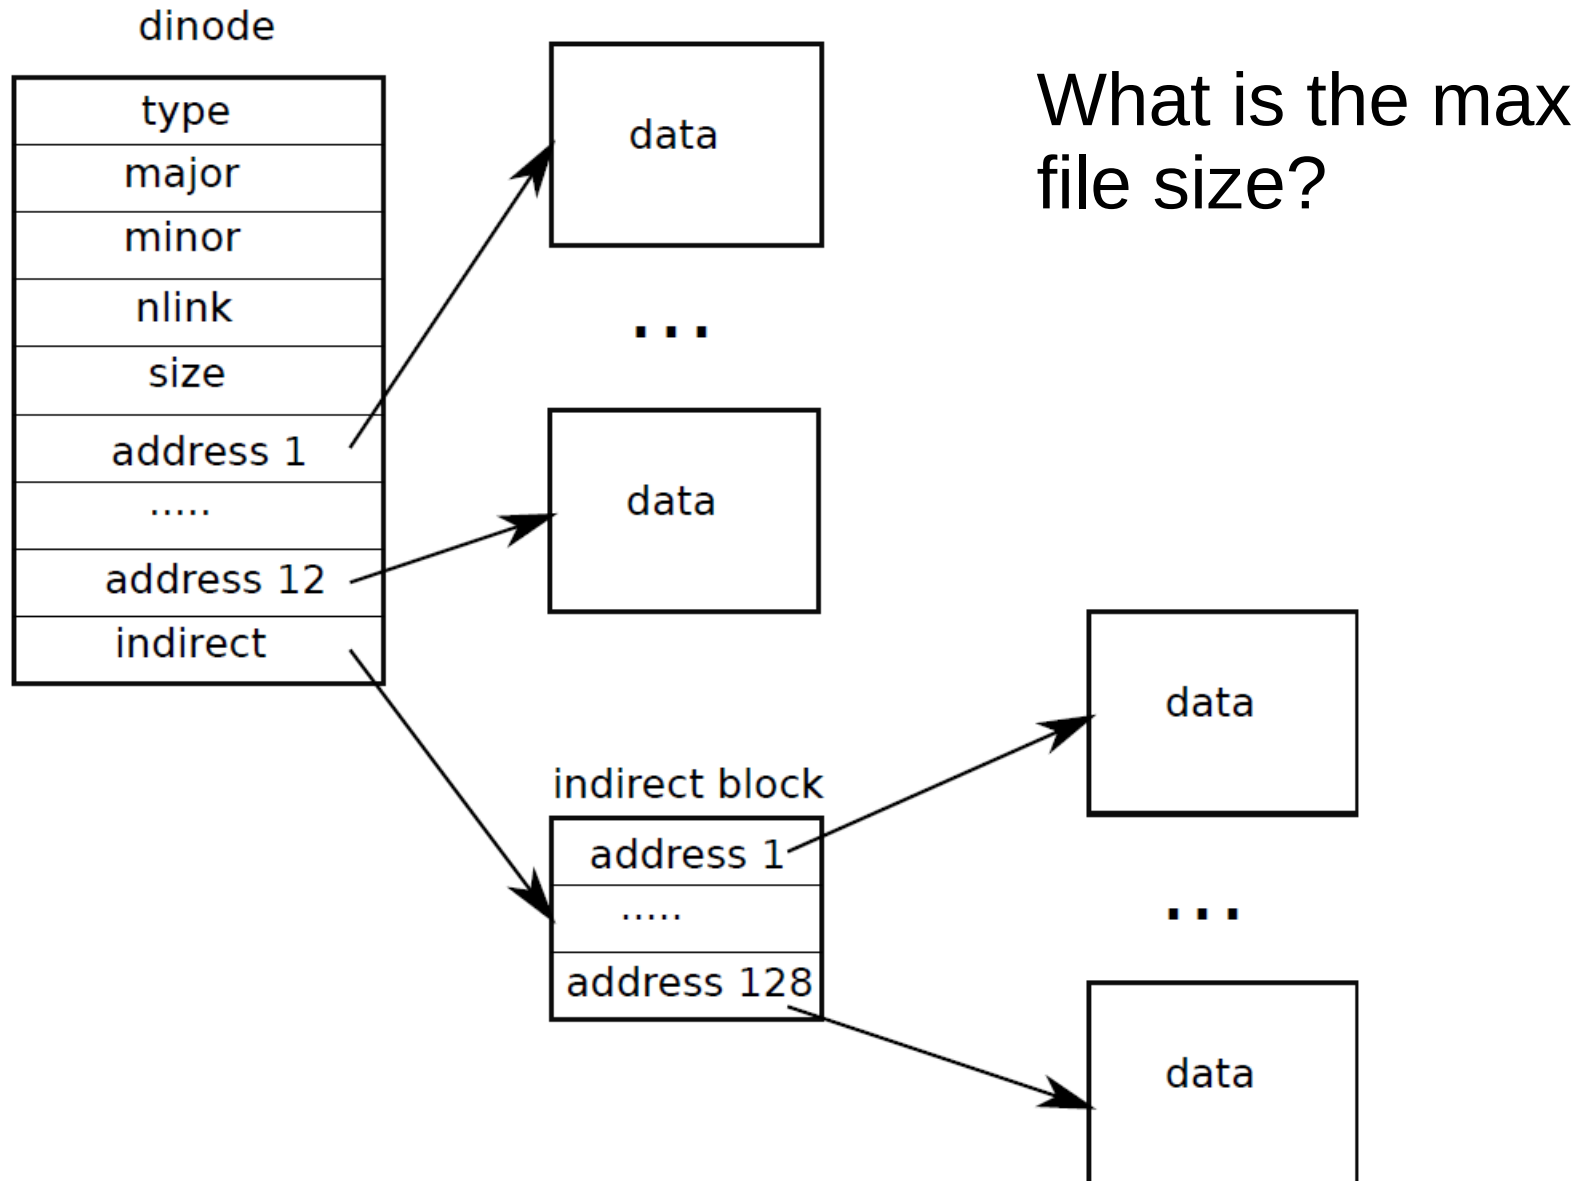 dinode
type
major
minor
nlink
size
address 1
.....
address 12
indirect
data
...
data
What is the max
file size?
indirect block
address 1
.....
address 128
data
...
data